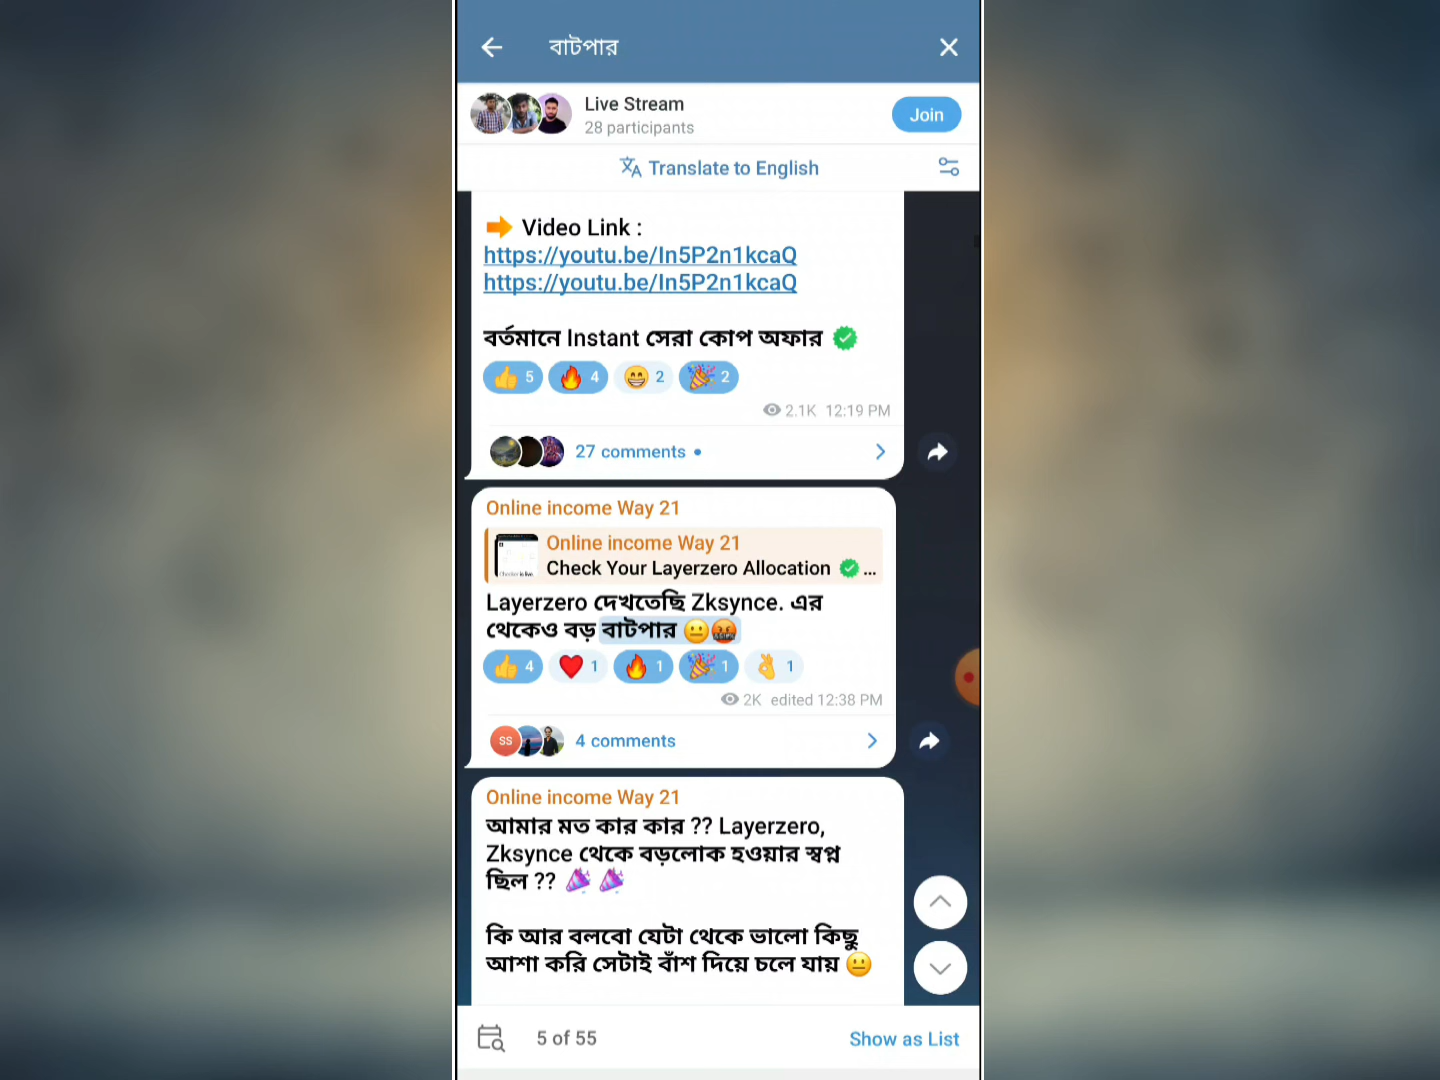 বাটপার
Live Stream
28 participants
Join
Translate to English
Video Link :
https://youtu.be/In5P2n1kcaQ
https://youtu.be/In5P2n1kcaQ
বর্তমানে Instant সেরা কোপ অফার
5 4 2 2
2.1K 12:19 PM
27 comments
Online income Way 21
Online income Way 21
Check Your Layerzero Allocation ...
Layerzero দেখতেছি Zksynce. এর
থেকেও বড় বাটপার
4 1 1 1 1
2K edited 12:38 PM
SS
4 comments
Online income Way 21
আমার মত কার কার ?? Layerzero,
Zksynce থেকে বড়লোক হওয়ার স্বপ্ন
ছিল ??
কি আর বলবো যেটা থেকে ভালো কিছু
আশা করি সেটাই বাঁশ দিয়ে চলে যায়
5 of 55
Show as List